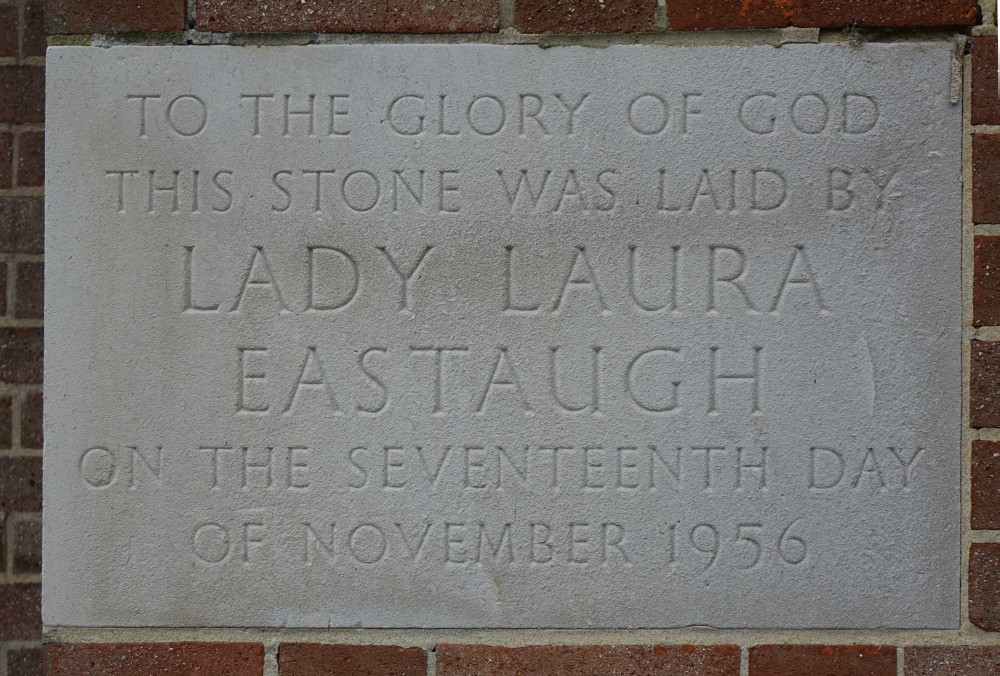 TO THE GLORY OF GOD
THIS STONE WAS LAID BY
LADY LAURA
EASTAUGH
ON THE SEVENTEENTH DAY
OF NOVEMBER 1956